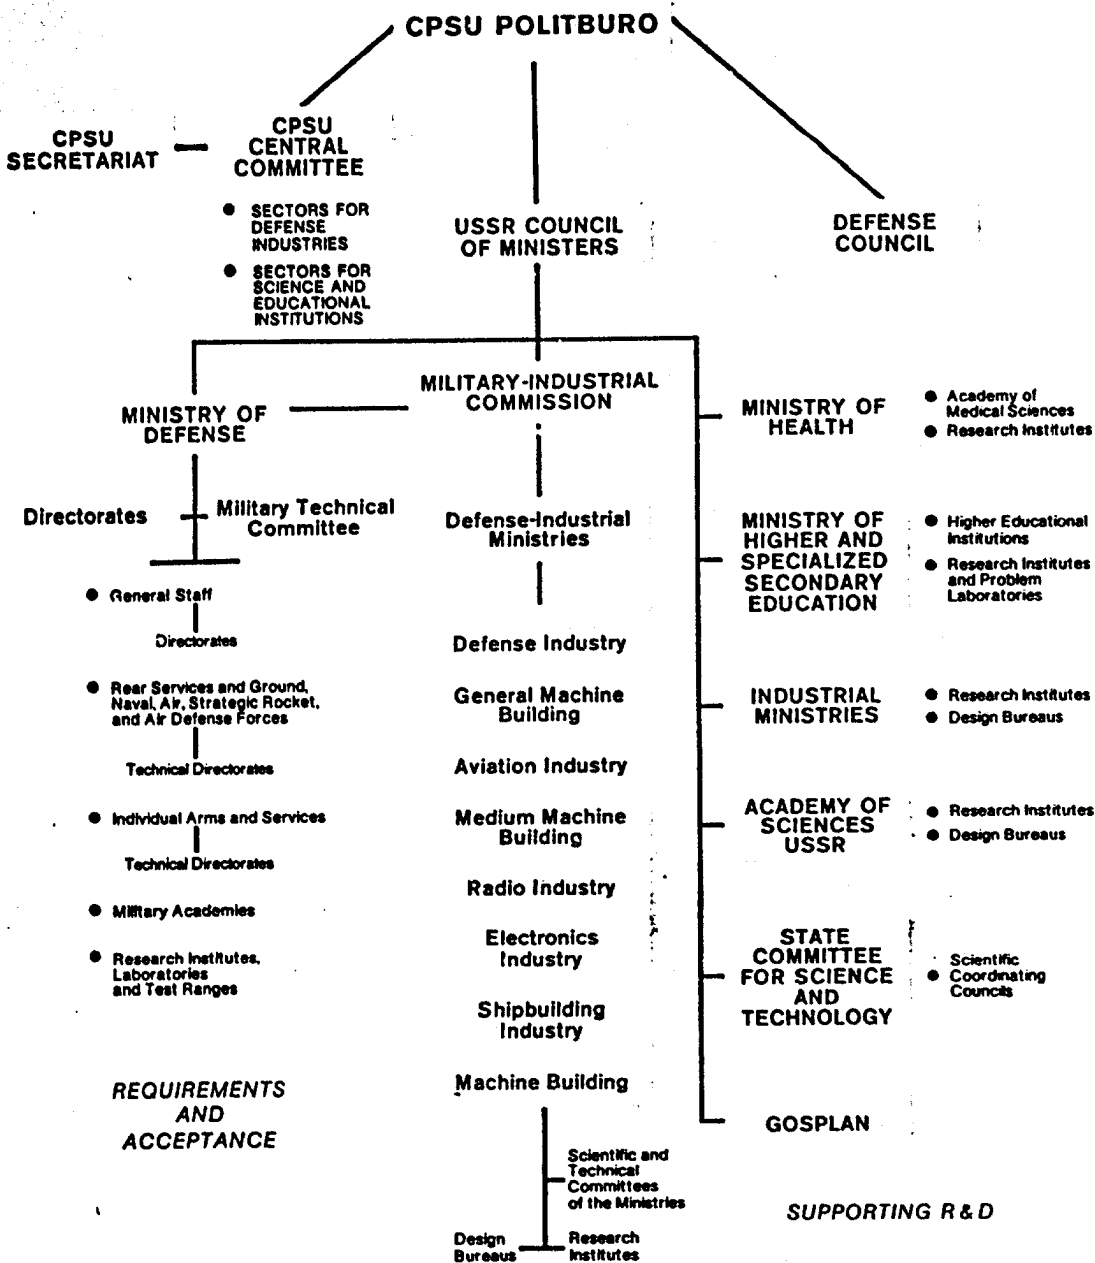 CPSU POLITBURO
CPSU
SECRETARIAT
CPSU
CENTRAL
COMMITTEE
● SECTORS FOR
DEFENSE
INDUSTRIES
● SECTORS FOR
SCIENCE AND
EDUCATIONAL
INSTITUTIONS
USSR COUNCIL
OF MINISTERS
DEFENSE
COUNCIL
MINISTRY OF
DEFENSE
Directorates
Military Technical
Committee
● General Staff
Directorates
● Rear Services and Ground,
Naval, Air, Strategic Rocket,
and Air Defense Forces
Technical Directorates
● Individual Arms and Services
Technical Directorates
● Military Academies
● Research Institutes,
Laboratories
and Test Ranges
REQUIREMENTS
AND
ACCEPTANCE
MILITARY-INDUSTRIAL
COMMISSION
Defense-Industrial
Ministries
Defense Industry
General Machine
Building
Aviation Industry
Medium Machine
Building
Radio Industry
Electronics
Industry
Shipbuilding
Industry
Machine Building
Scientific and
Technical
Committees
of the Ministries
Design
Bureaus
Research
Institutes
MINISTRY OF
HEALTH
● Academy of
Medical Sciences
● Research Institutes
MINISTRY OF
HIGHER AND
SPECIALIZED
SECONDARY
EDUCATION
● Higher Educational
Institutions
● Research Institutes
and Problem
Laboratories
INDUSTRIAL
MINISTRIES
● Research Institutes
● Design Bureaus
ACADEMY OF
SCIENCES
USSR
● Research Institutes
● Design Bureaus
STATE
COMMITTEE
FOR SCIENCE
AND
TECHNOLOGY
Scientific
● Coordinating
Councils
GOSPLAN
SUPPORTING R & D